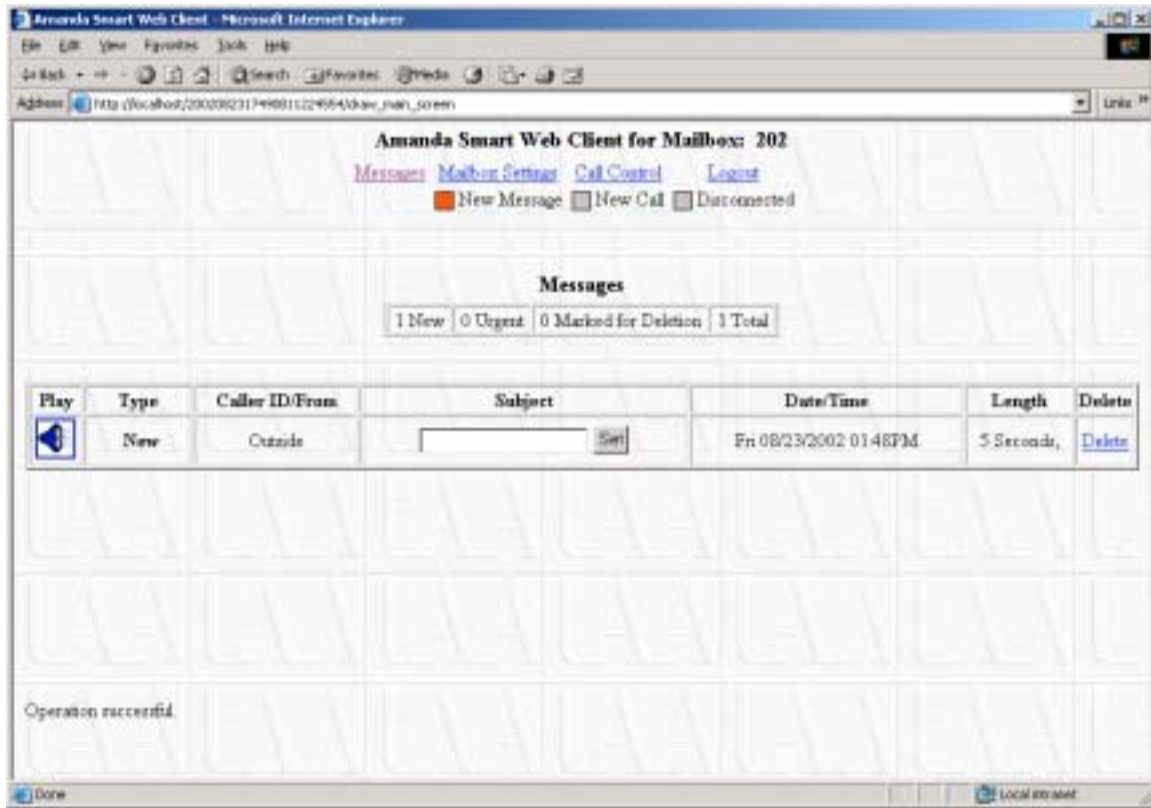 Amanda Smart Web Client - Microsoft Internet Explorer
File Edit View Favorites Tools Help
Back Search Favorites Media
Address Links
Amanda Smart Web Client for Mailbox: 202
Messages Mailbox Settings Call Control Logout
New Message New Call Disconnected
Messages
1 New 0 Urgent 0 Marked for Deletion 1 Total
Play Type Caller ID/From Subject Date/Time Length Delete
New Outside Set Fri 08/23/2002 01:48PM 5 Seconds, Delete
Operation successful.
Done Local intranet